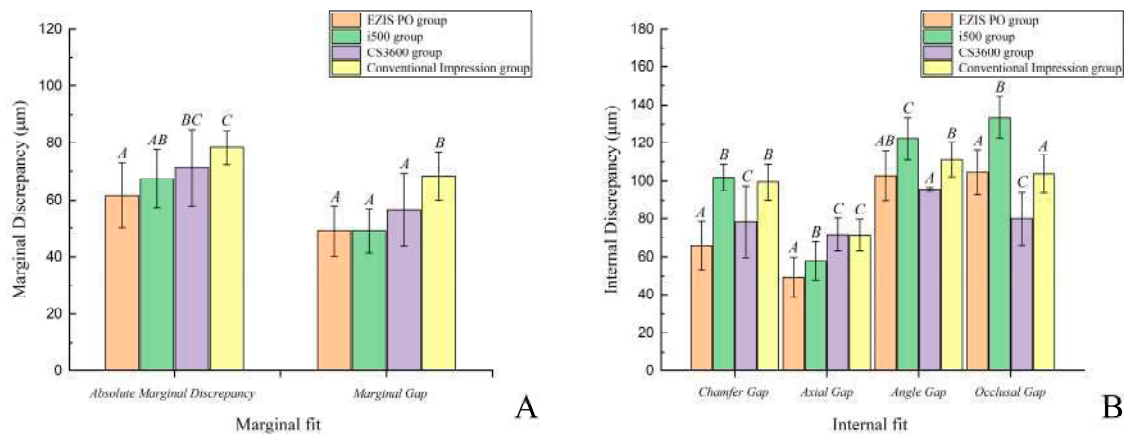 EZIS PO group
i500 group
CS3600 group
Conventional Impression group
Marginal Discrepancy (μm)
120
100
80
60
40
20
0
A
AB
BC
C
A
A
A
B
Absolute Marginal Discrepancy
Marginal Gap
Marginal fit
A
EZIS PO group
i500 group
CS3600 group
Conventional Impression group
Internal Discrepancy (μm)
180
160
140
120
100
80
60
40
20
0
A
B
C
B
A
B
C
C
AB
C
A
B
A
B
C
A
Chamfer Gap
Axial Gap
Angle Gap
Occlusal Gap
Internal fit
B